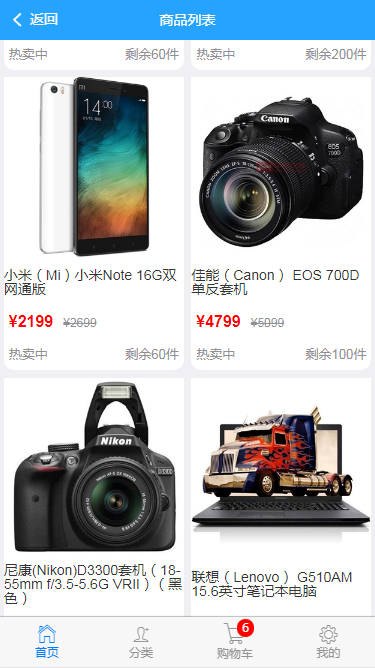 返回
商品列表
热卖中 剩余60件
热卖中 剩余200件
14:00
Canon
EOS
700D
小米（Mi）小米Note 16G双
网通版
¥2199 ¥2699
热卖中 剩余60件
佳能（Canon） EOS 700D
单反套机
¥4799 ¥5099
热卖中 剩余100件
Nikon
D3300
尼康(Nikon)D3300套机（18-
55mm f/3.5-5.6G VRII）（黑
色）
联想（Lenovo） G510AM
15.6英寸笔记本电脑
首页
分类
6
购物车
我的